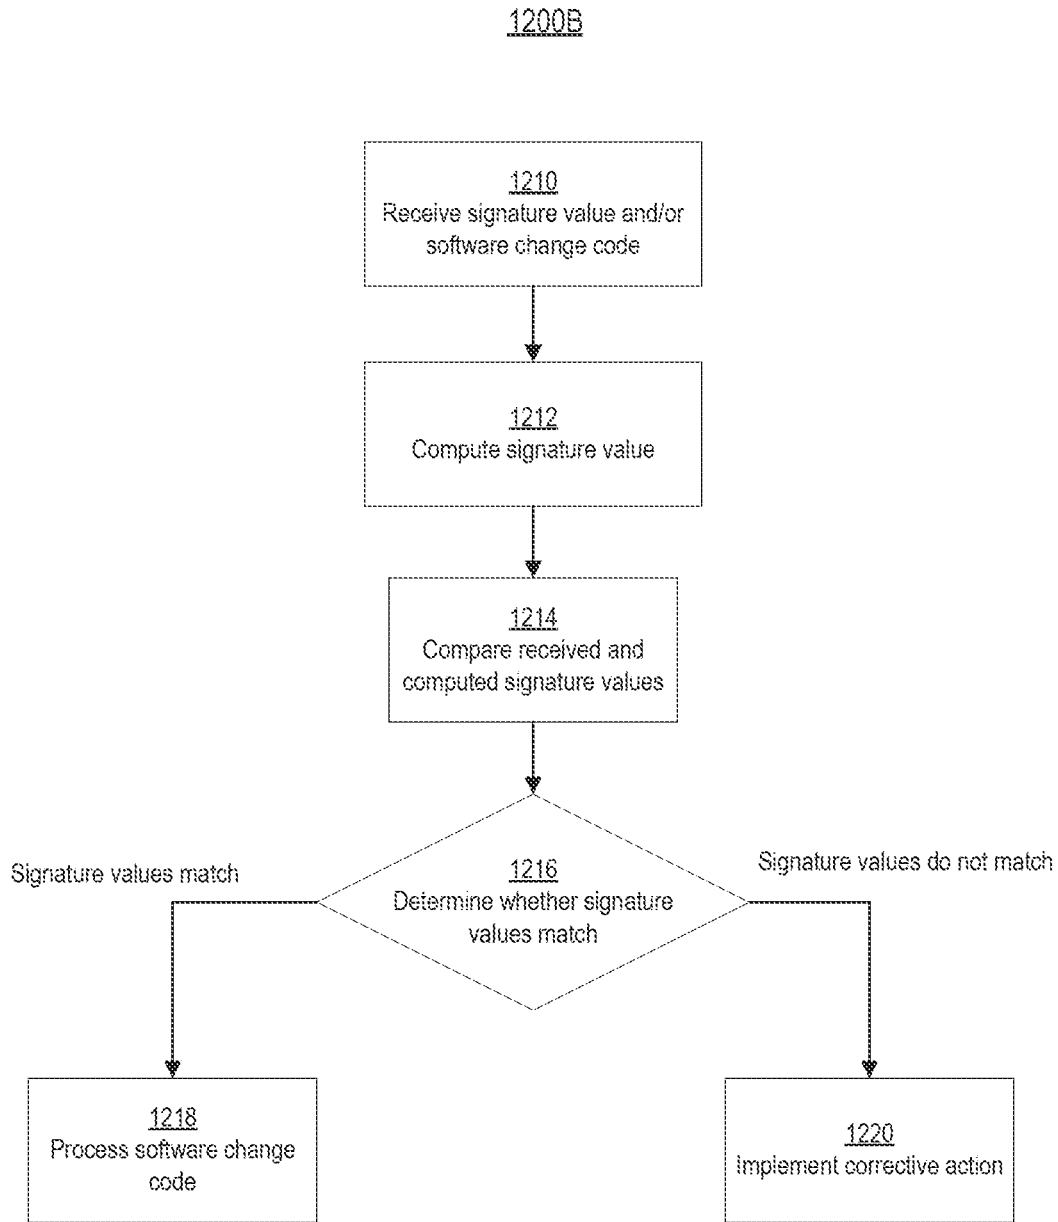 1200B
1210
Receive signature value and/or
software change code
1212
Compute signature value
1214
Compare received and
computed signature values
Signature values match
1216
Determine whether signature
values match
Signature values do not match
1218
Process software change
code
1220
Implement corrective action